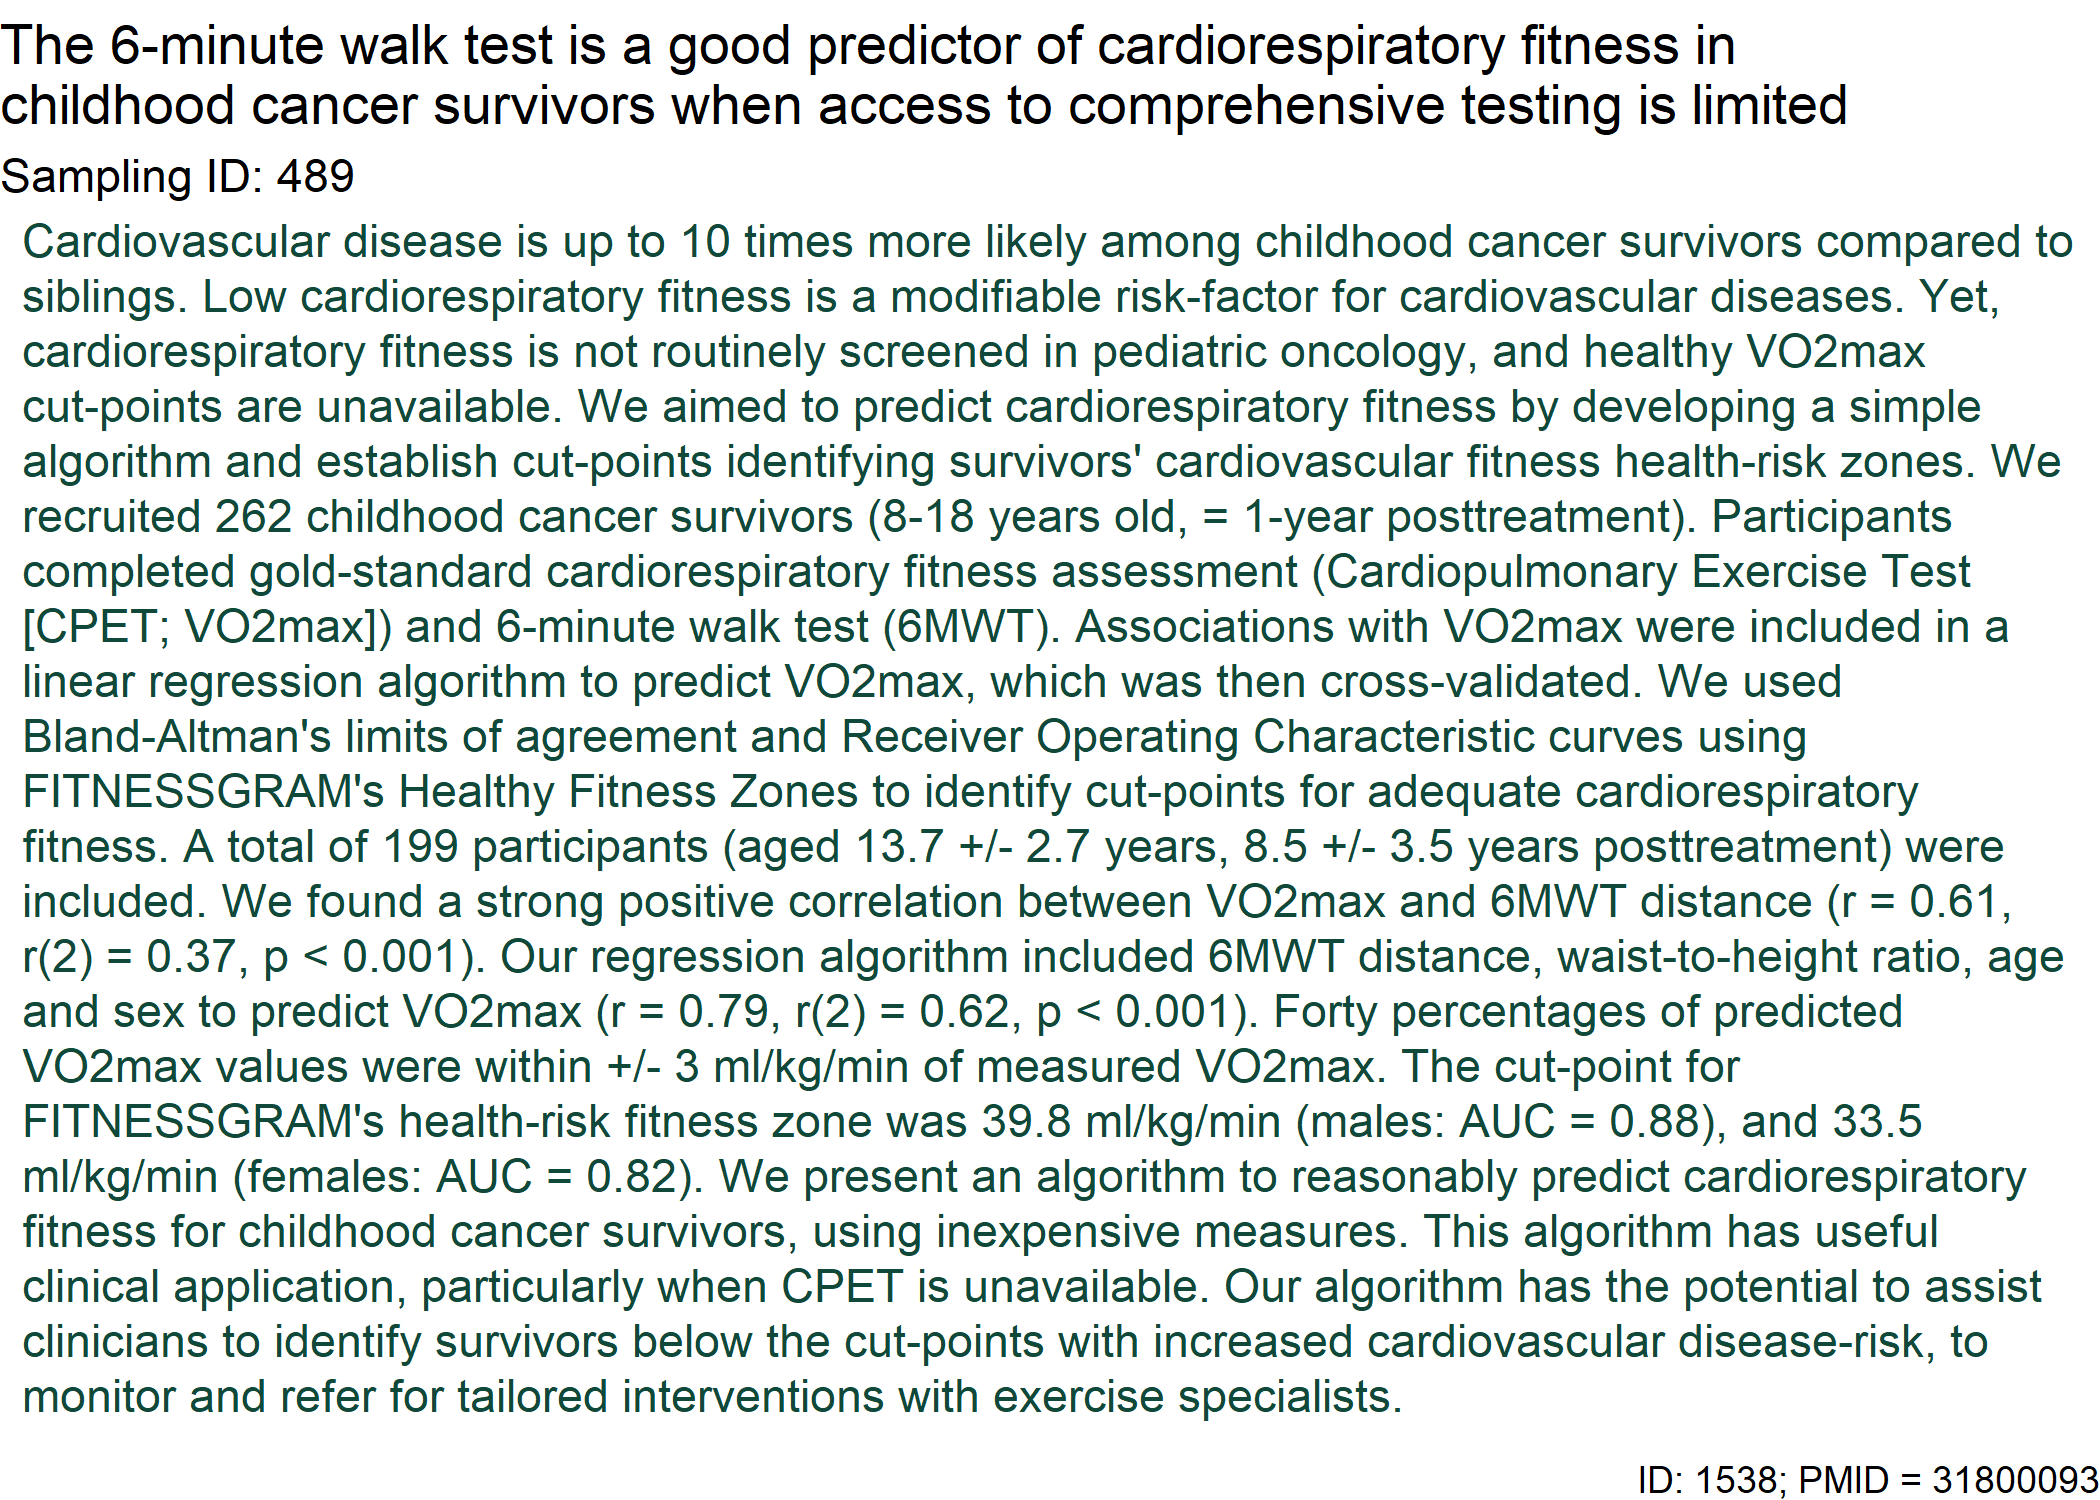 The 6-minute walk test is a good predictor of cardiorespiratory fitness in
childhood cancer survivors when access to comprehensive testing is limited
Sampling ID: 489
Cardiovascular disease is up to 10 times more likely among childhood cancer survivors compared to
siblings. Low cardiorespiratory fitness is a modifiable risk-factor for cardiovascular diseases. Yet,
cardiorespiratory fitness is not routinely screened in pediatric oncology, and healthy VO2max
cut-points are unavailable. We aimed to predict cardiorespiratory fitness by developing a simple
algorithm and establish cut-points identifying survivors' cardiovascular fitness health-risk zones. We
recruited 262 childhood cancer survivors (8-18 years old, = 1-year posttreatment). Participants
completed gold-standard cardiorespiratory fitness assessment (Cardiopulmonary Exercise Test
[CPET; VO2max]) and 6-minute walk test (6MWT). Associations with VO2max were included in a
linear regression algorithm to predict VO2max, which was then cross-validated. We used
Bland-Altman's limits of agreement and Receiver Operating Characteristic curves using
FITNESSGRAM's Healthy Fitness Zones to identify cut-points for adequate cardiorespiratory
fitness. A total of 199 participants (aged 13.7 +/- 2.7 years, 8.5 +/- 3.5 years posttreatment) were
included. We found a strong positive correlation between VO2max and 6MWT distance (r = 0.61,
r(2) = 0.37, p < 0.001). Our regression algorithm included 6MWT distance, waist-to-height ratio, age
and sex to predict VO2max (r = 0.79, r(2) = 0.62, p < 0.001). Forty percentages of predicted
VO2max values were within +/- 3 ml/kg/min of measured VO2max. The cut-point for
FITNESSGRAM's health-risk fitness zone was 39.8 ml/kg/min (males: AUC = 0.88), and 33.5
ml/kg/min (females: AUC = 0.82). We present an algorithm to reasonably predict cardiorespiratory
fitness for childhood cancer survivors, using inexpensive measures. This algorithm has useful
clinical application, particularly when CPET is unavailable. Our algorithm has the potential to assist
clinicians to identify survivors below the cut-points with increased cardiovascular disease-risk, to
monitor and refer for tailored interventions with exercise specialists.
ID: 1538; PMID = 31800093